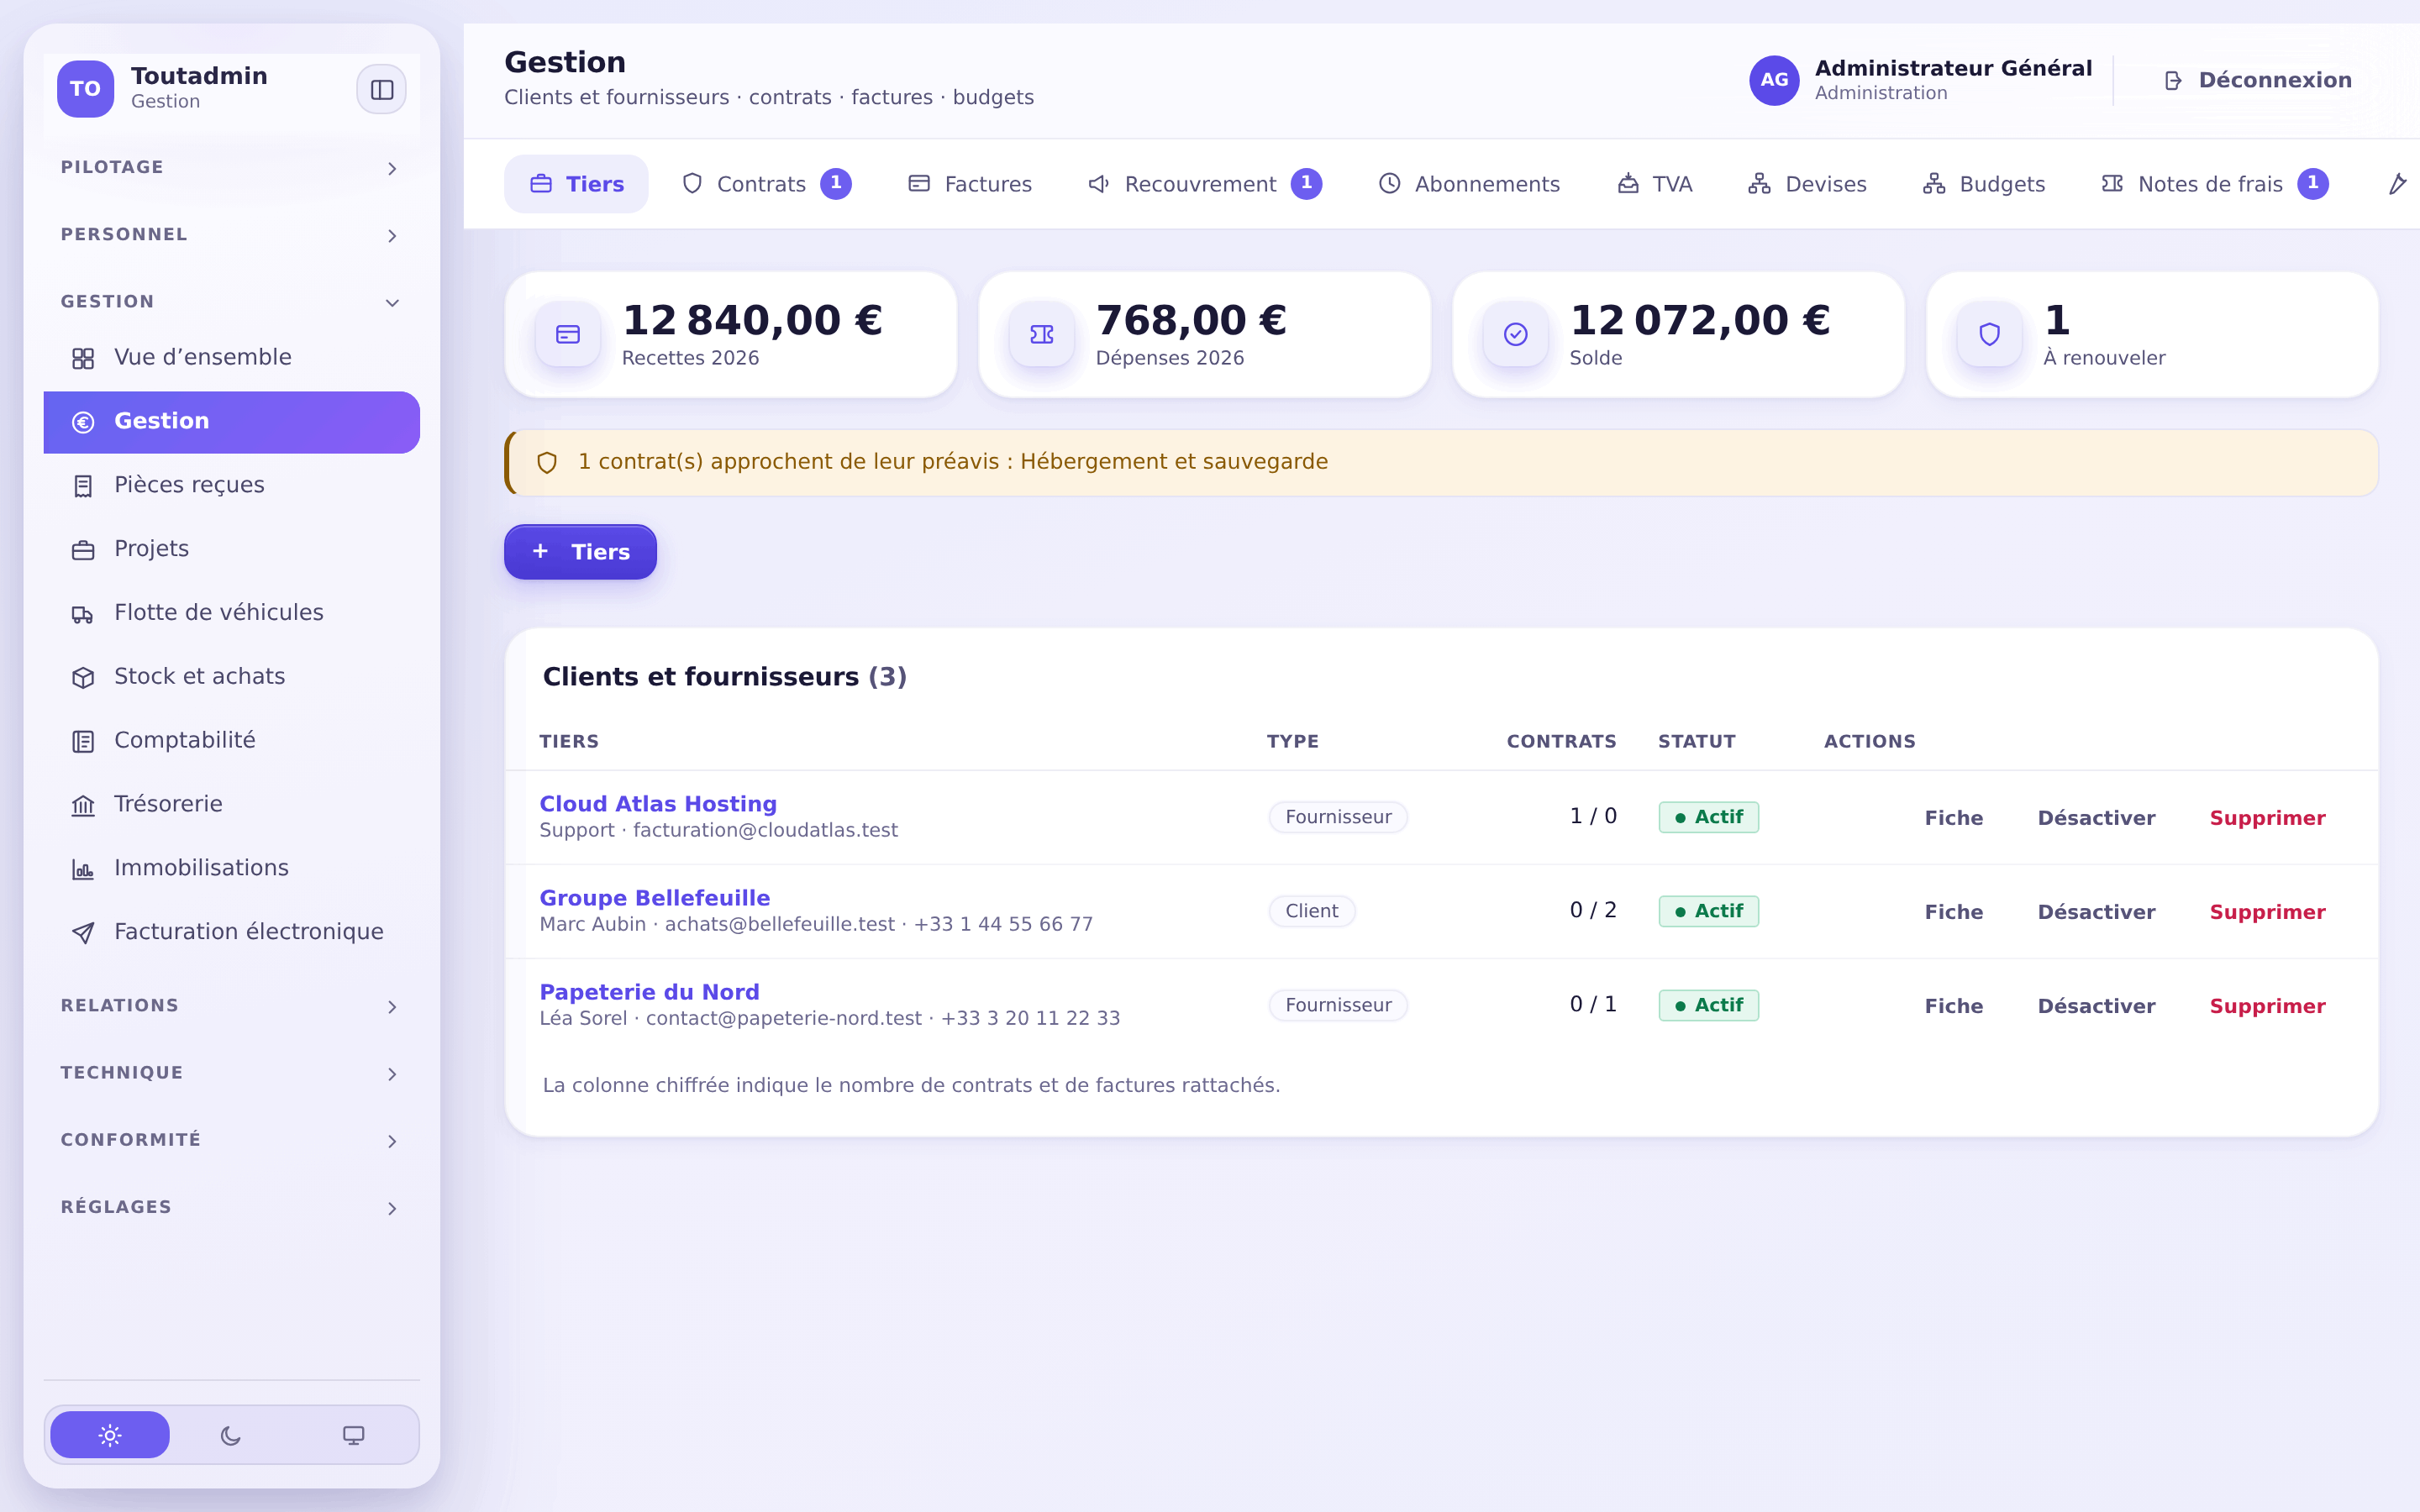 TO
Toutadmin
Gestion
PILOTAGE
PERSONNEL
GESTION
Vue d’ensemble
Gestion
Pièces reçues
Projets
Flotte de véhicules
Stock et achats
Comptabilité
Trésorerie
Immobilisations
Facturation électronique
RELATIONS
TECHNIQUE
CONFORMITÉ
RÉGLAGES
Gestion
Clients et fournisseurs · contrats · factures · budgets
AG
Administrateur Général
Administration
Déconnexion
Tiers
Contrats 1
Factures
Recouvrement 1
Abonnements
TVA
Devises
Budgets
Notes de frais 1
12 840,00 €
Recettes 2026
768,00 €
Dépenses 2026
12 072,00 €
Solde
1
À renouveler
1 contrat(s) approchent de leur préavis : Hébergement et sauvegarde
+ Tiers
Clients et fournisseurs (3)
TIERS TYPE CONTRATS STATUT ACTIONS
Cloud Atlas Hosting
Support · facturation@cloudatlas.test
Fournisseur 1 / 0 Actif Fiche Désactiver Supprimer
Groupe Bellefeuille
Marc Aubin · achats@bellefeuille.test · +33 1 44 55 66 77
Client 0 / 2 Actif Fiche Désactiver Supprimer
Papeterie du Nord
Léa Sorel · contact@papeterie-nord.test · +33 3 20 11 22 33
Fournisseur 0 / 1 Actif Fiche Désactiver Supprimer
La colonne chiffrée indique le nombre de contrats et de factures rattachés.